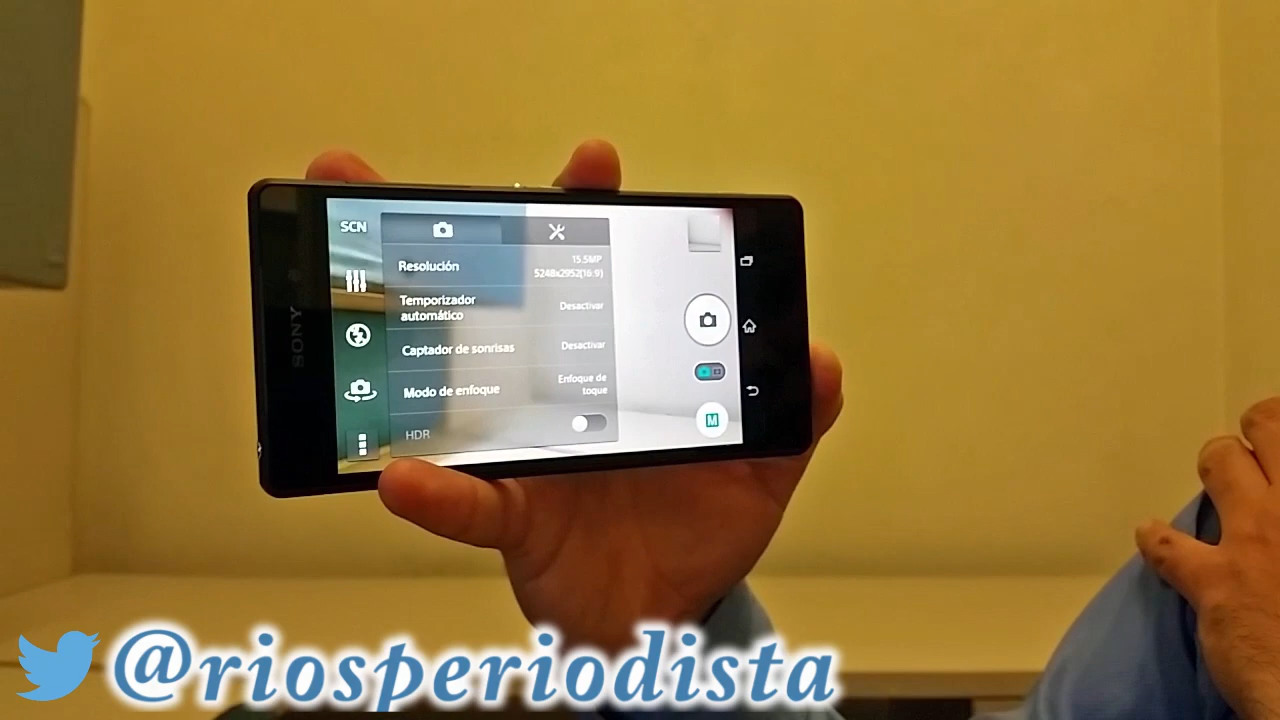 SONY
SCN
Resolución
15.5MP
5248x2952(16:9)
Temporizador
automático
Desactivar
Captador de sonrisas
Desactivar
Modo de enfoque
Enfoque de
toque
HDR
M
@riosperiodista